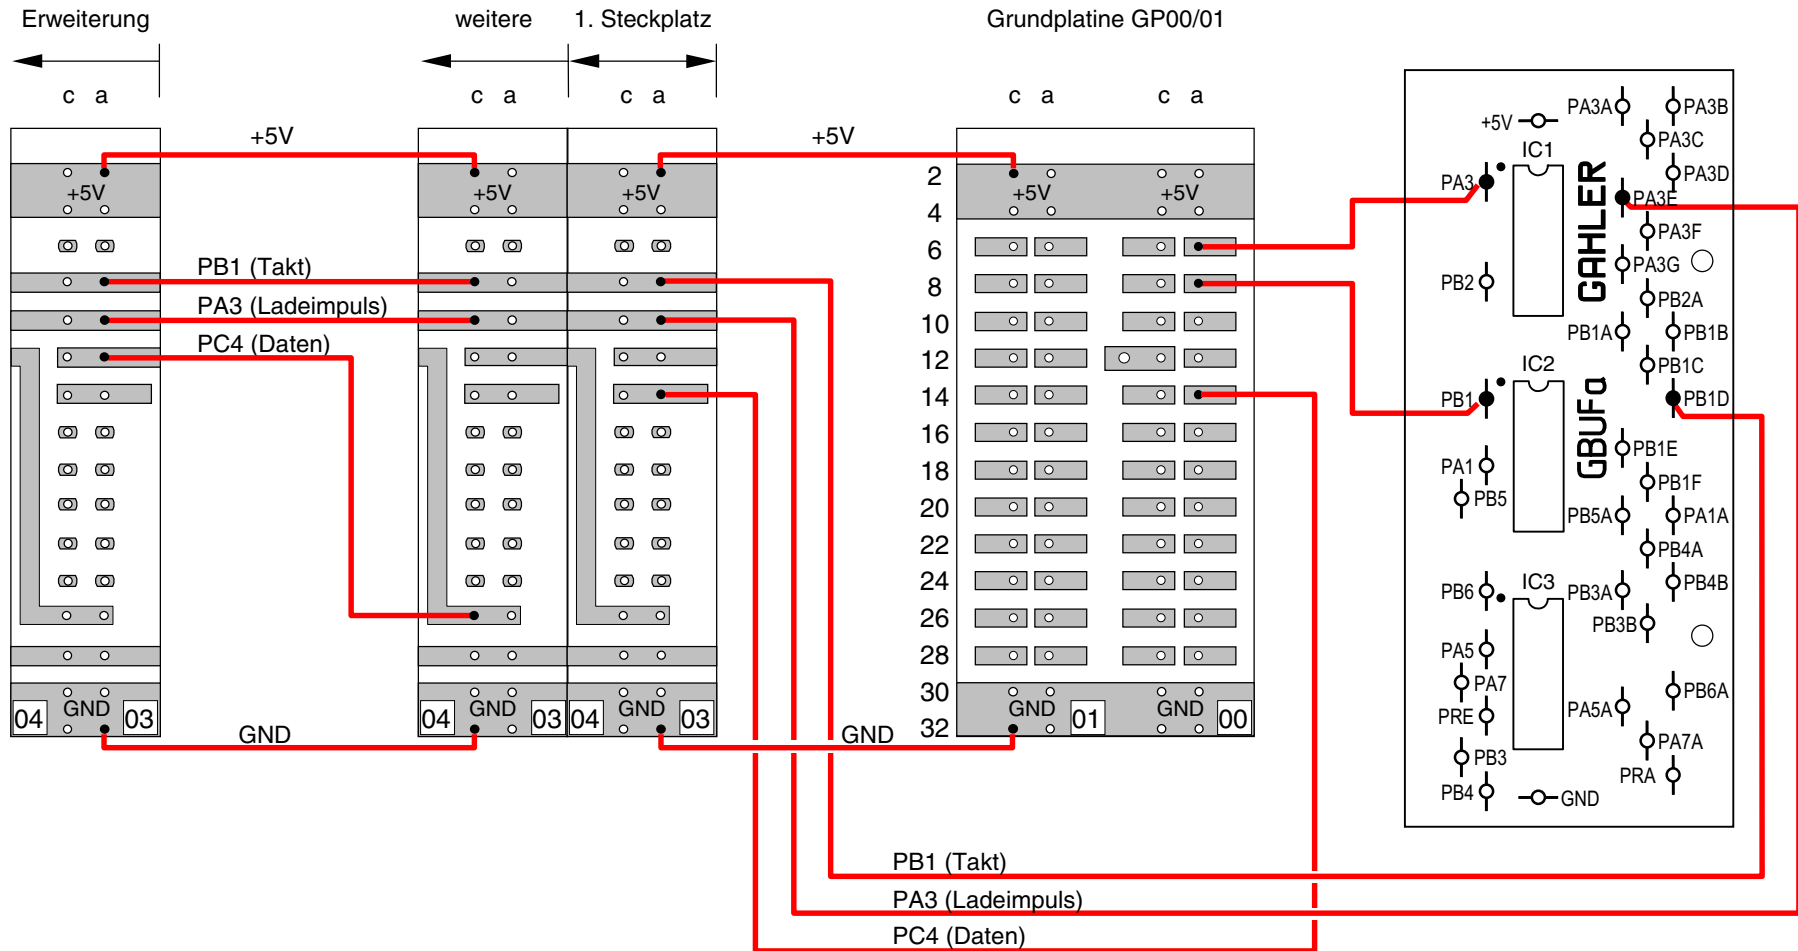 Erweiterung
weitere
1. Steckplatz
Grundplatine GP00/01
c a
c a
c a
c a
c a
+5V
+5V
+5V
+5V
+5V
+5V
+5V
PB1 (Takt)
PA3 (Ladeimpuls)
PC4 (Daten)
2
4
6
8
10
12
14
16
18
20
22
24
26
28
30
32
04
GND
03
GND
04
GND
03
04
GND
03
GND
GND
01
GND
00
+5V
PA3A
PA3B
PA3C
IC1
PA3D
PA3
PA3E
GAHLER
PA3F
PA3G
PB2
PB2A
PB1A
PB1B
PB1C
IC2
PB1
PB1D
GBUFa
PB1E
PA1
PB1F
PB5
PB5A
PA1A
PB4A
IC3
PB4B
PB6
PB3A
PB3B
PA5
PA7
PB6A
PRE
PA5A
PA7A
PB3
PRA
PB4
GND
PB1 (Takt)
PA3 (Ladeimpuls)
PC4 (Daten)